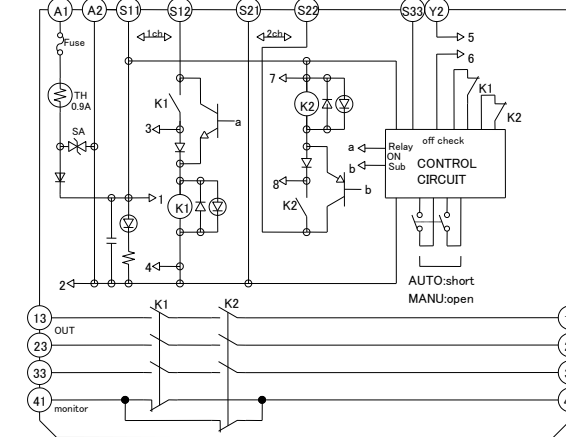 A1 A2 S11 S12 S21 S22 S33 Y2
1ch 2ch 5
Fuse 6
7
TH K1 K2 K1
0.9A K2
3 a
SA a Relay off check
ON CONTROL
b Sub CIRCUIT
8 b
K1 K2
1
4
2 AUTO:short
MANU:open
K1 K2
13
OUT
23
33
41 monitor